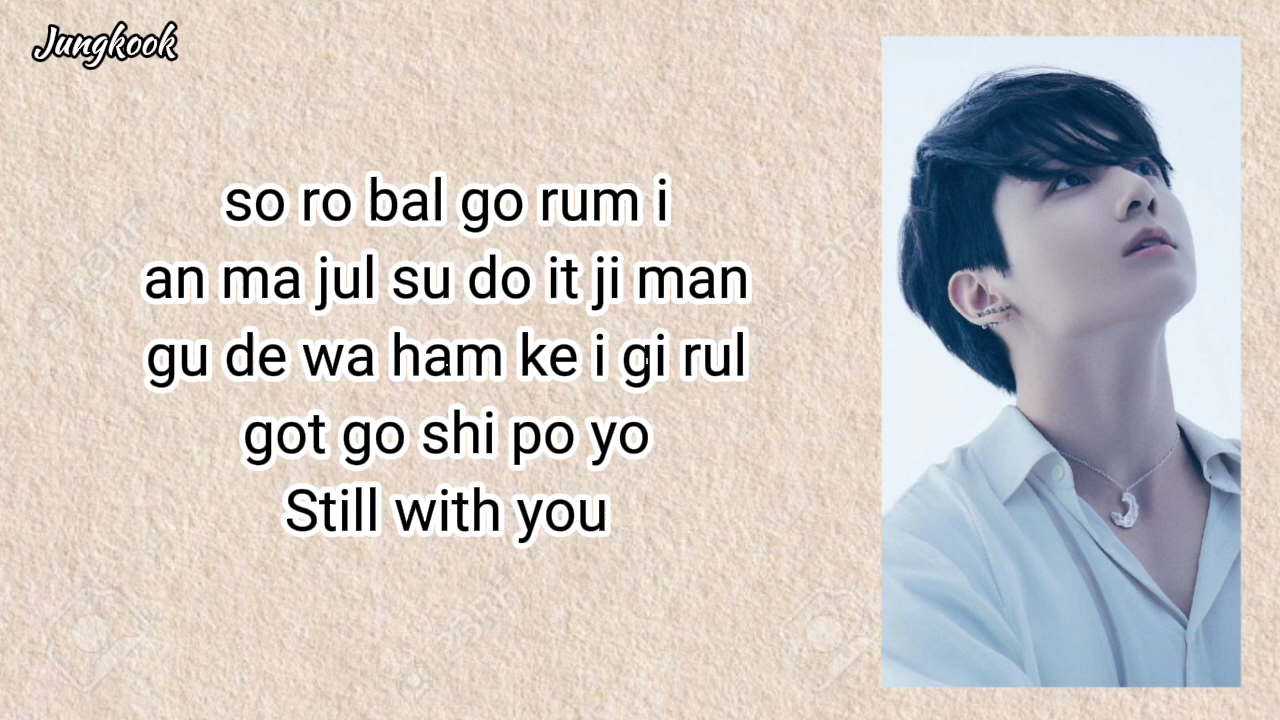 Jungkook
so ro bal go rum i
an ma jul su do it ji man
gu de wa ham ke i gi rul
got go shi po yo
Still with you